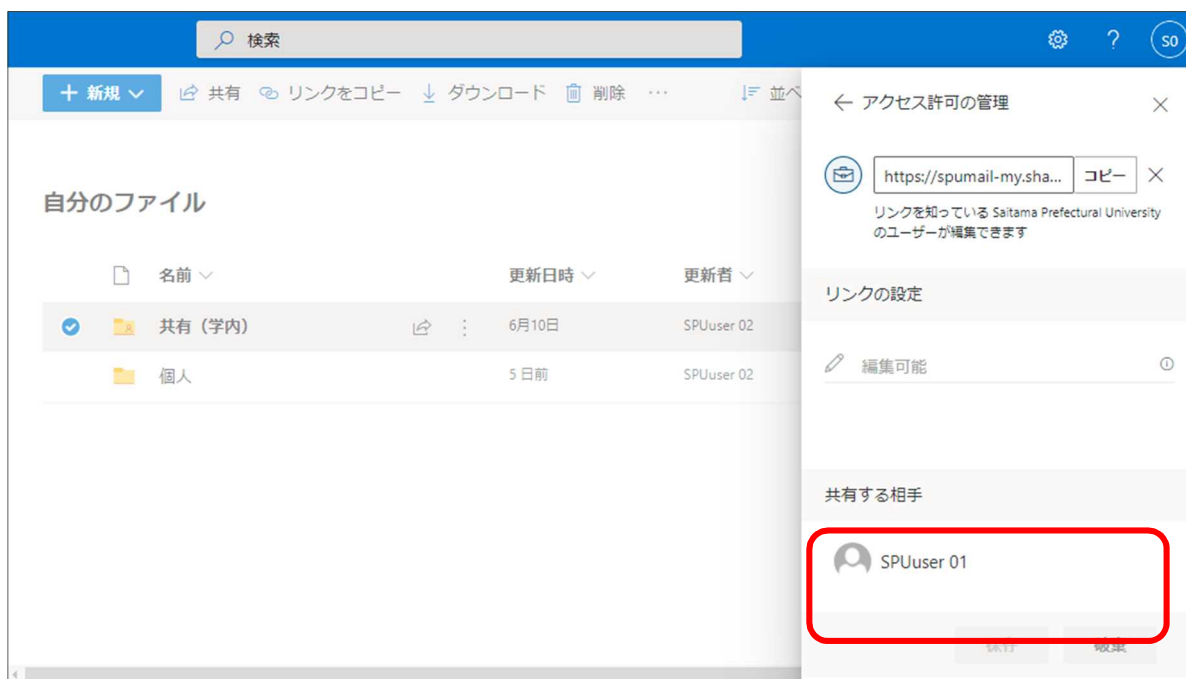 検索
?
SO
+ 新規
共有
リンクをコピー
ダウンロード
削除
…
並べ
← アクセス許可の管理
https://spumail-my.sha...
コピー
リンクを知っている Saitama Prefectural University
のユーザーが編集できます
自分のファイル
名前
更新日時
更新者
リンクの設定
共有（学内）
6月10日
SPUuser 02
編集可能
個人
5 日前
SPUuser 02
共有する相手
SPUuser 01
保存
破棄